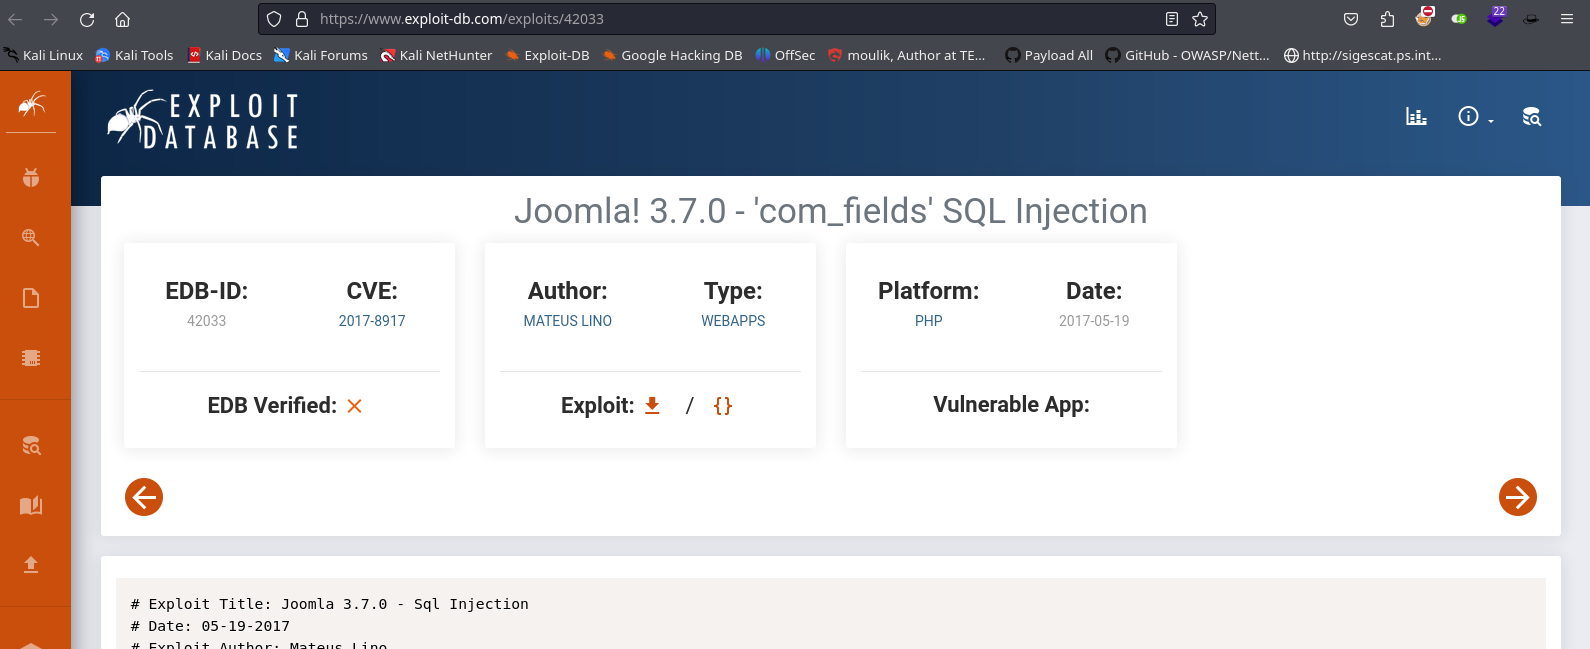 https://www.exploit-db.com/exploits/42033
22
Kali Linux Kali Tools Kali Docs Kali Forums Kali NetHunter Exploit-DB Google Hacking DB OffSec moulik, Author at TE... Payload All GitHub - OWASP/Nett... http://sigescat.ps.int...
EXPLOIT
DATABASE
Joomla! 3.7.0 - 'com_fields' SQL Injection
EDB-ID: CVE: Author: Type: Platform: Date:
42033 2017-8917 MATEUS LINO WEBAPPS PHP 2017-05-19
EDB Verified: Exploit: / {} Vulnerable App:
# Exploit Title: Joomla 3.7.0 - Sql Injection
# Date: 05-19-2017
# Exploit Author: Mateus Lino